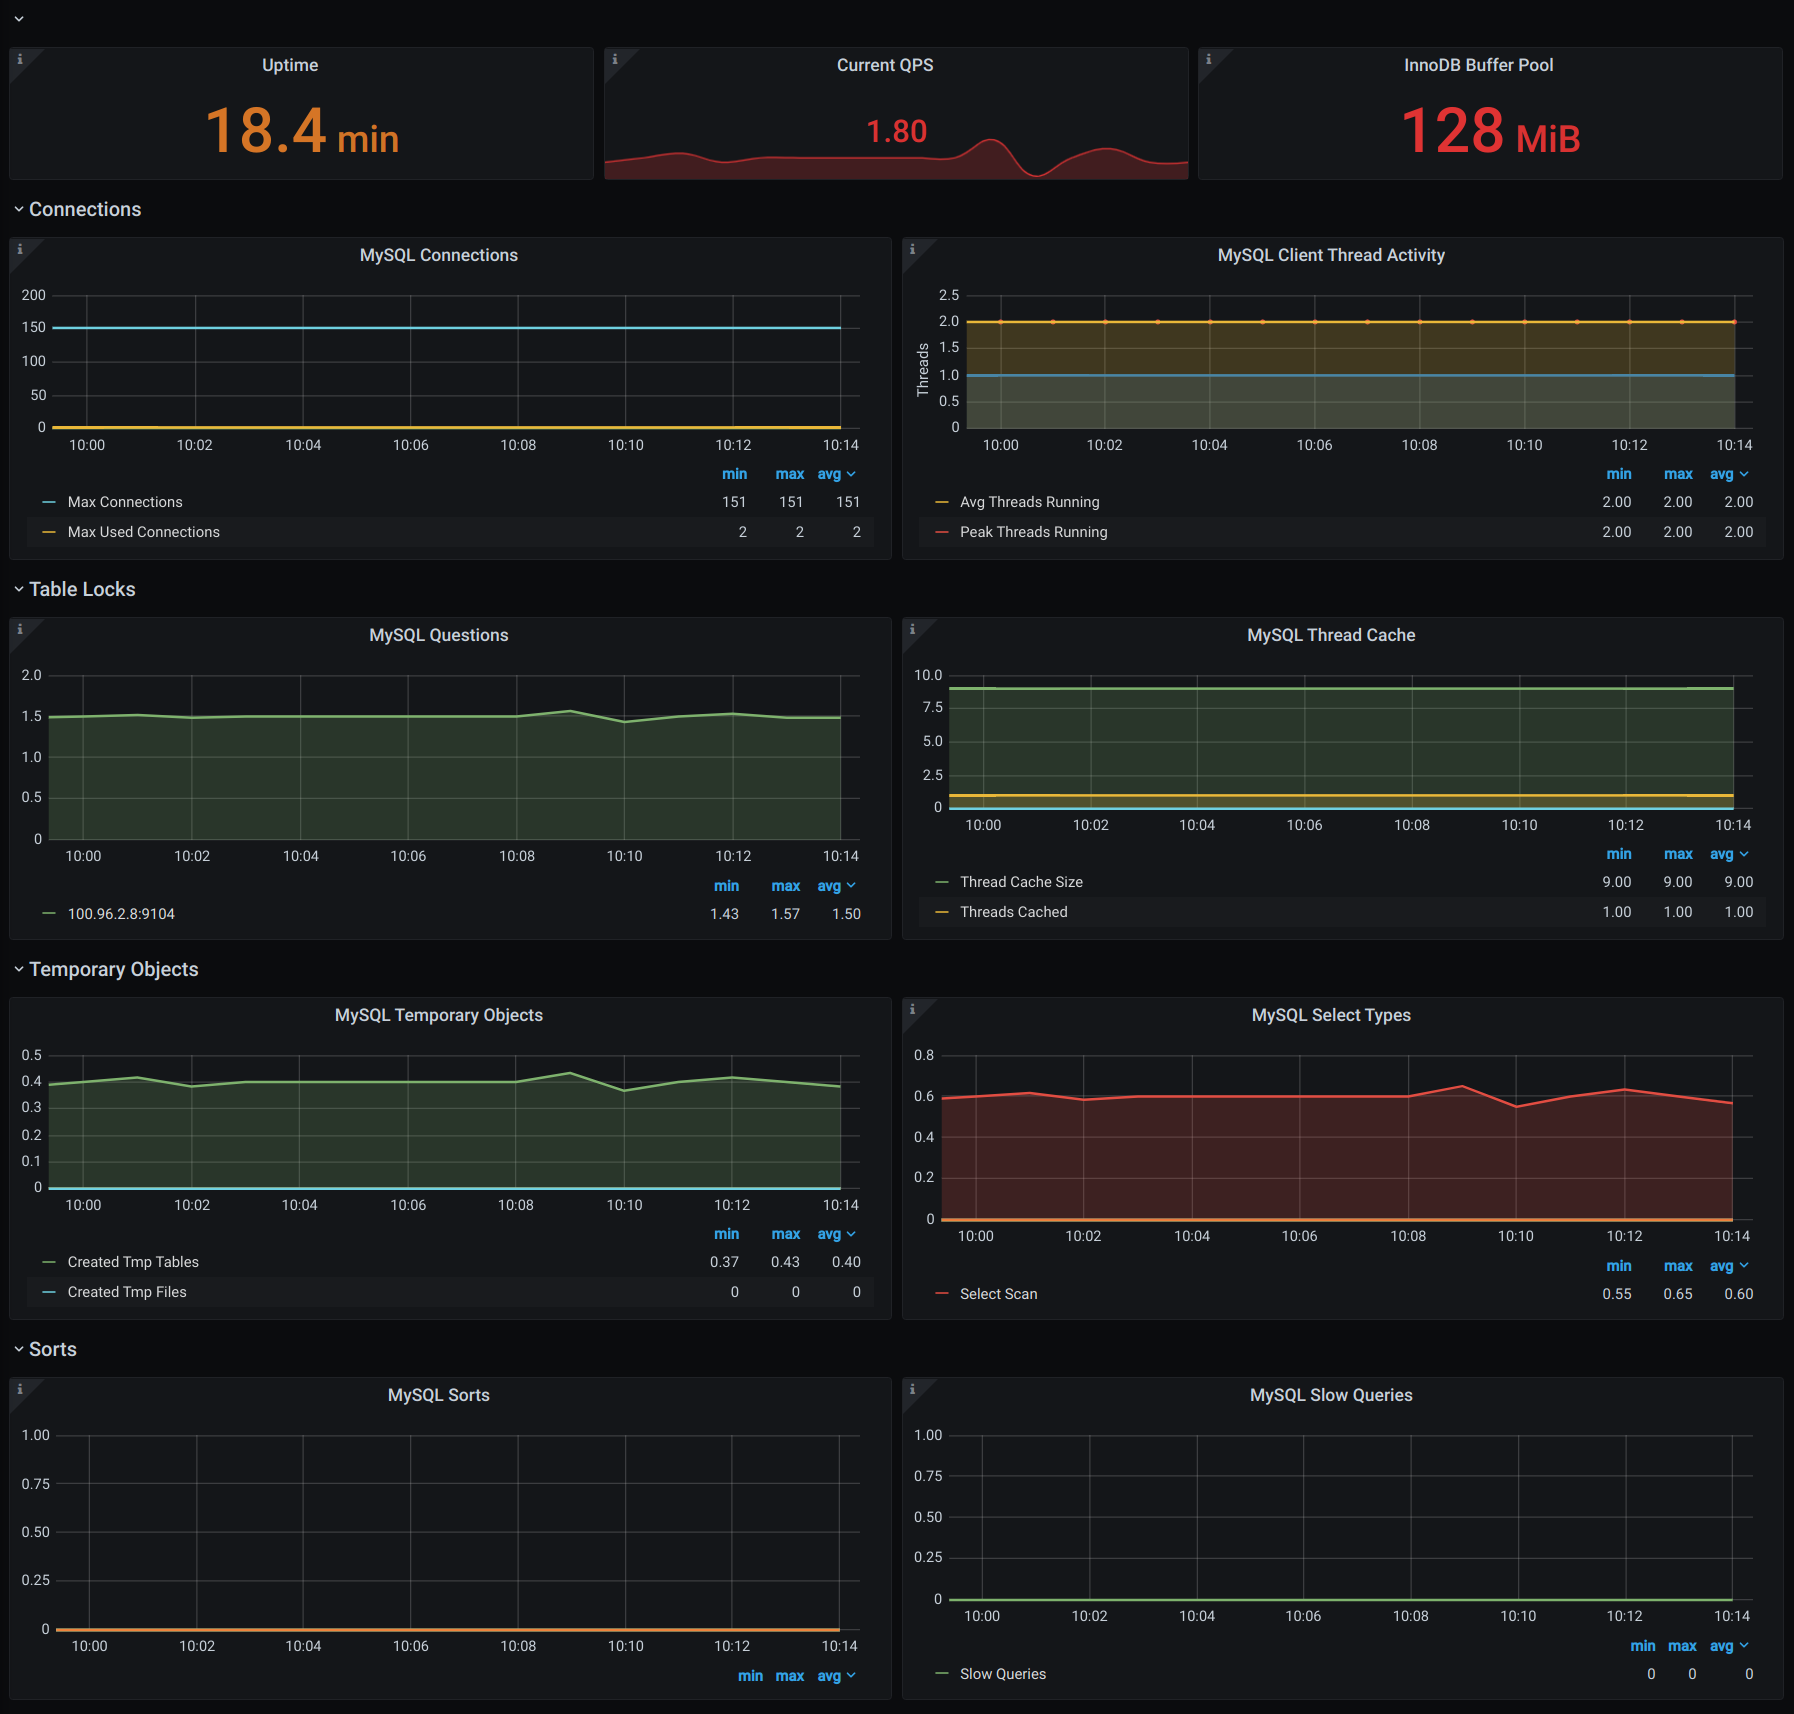 Uptime
18.4 min
Current QPS
1.80
InnoDB Buffer Pool
128 MiB
Connections
MySQL Connections
200
150
100
50
0
10:00 10:02 10:04 10:06 10:08 10:10 10:12 10:14
min max avg
Max Connections 151 151 151
Max Used Connections 2 2 2
MySQL Client Thread Activity
Threads
2.5
2.0
1.5
1.0
0.5
0
10:00 10:02 10:04 10:06 10:08 10:10 10:12 10:14
min max avg
Avg Threads Running 2.00 2.00 2.00
Peak Threads Running 2.00 2.00 2.00
Table Locks
MySQL Questions
2.0
1.5
1.0
0.5
0
10:00 10:02 10:04 10:06 10:08 10:10 10:12 10:14
min max avg
100.96.2.8:9104 1.43 1.57 1.50
MySQL Thread Cache
10.0
7.5
5.0
2.5
0
10:00 10:02 10:04 10:06 10:08 10:10 10:12 10:14
min max avg
Thread Cache Size 9.00 9.00 9.00
Threads Cached 1.00 1.00 1.00
Temporary Objects
MySQL Temporary Objects
0.5
0.4
0.3
0.2
0.1
0
10:00 10:02 10:04 10:06 10:08 10:10 10:12 10:14
min max avg
Created Tmp Tables 0.37 0.43 0.40
Created Tmp Files 0 0 0
MySQL Select Types
0.8
0.6
0.4
0.2
0
10:00 10:02 10:04 10:06 10:08 10:10 10:12 10:14
min max avg
Select Scan 0.55 0.65 0.60
Sorts
MySQL Sorts
1.00
0.75
0.50
0.25
0
10:00 10:02 10:04 10:06 10:08 10:10 10:12 10:14
min max avg
MySQL Slow Queries
1.00
0.75
0.50
0.25
0
10:00 10:02 10:04 10:06 10:08 10:10 10:12 10:14
min max avg
Slow Queries 0 0 0